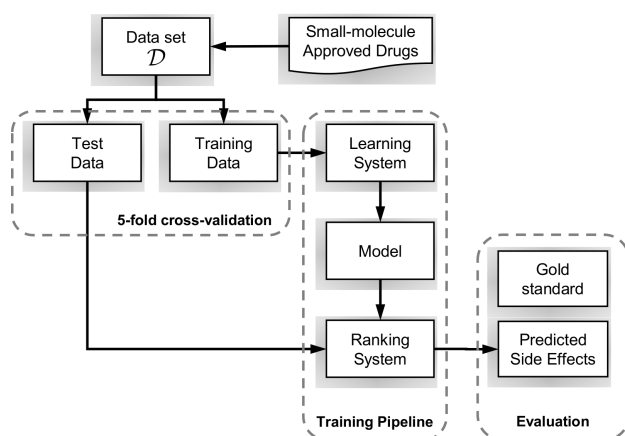 Data set
𝒟
Small-molecule
Approved Drugs
Test
Data
Training
Data
5-fold cross-validation
Learning
System
Model
Ranking
System
Training Pipeline
Gold
standard
Predicted
Side Effects
Evaluation